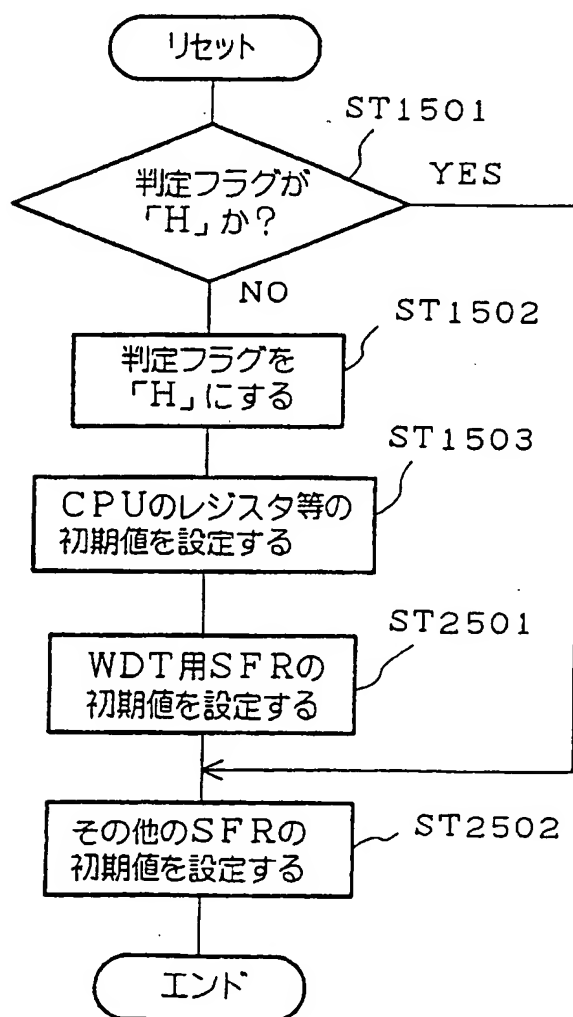 リセット
ST1501
判定フラグが
「H」か?
YES
NO
ST1502
判定フラグを
「H」にする
ST1503
CPUのレジスタ等の
初期値を設定する
ST2501
WDT用SFRの
初期値を設定する
その他のSFRの
初期値を設定する
ST2502
エンド